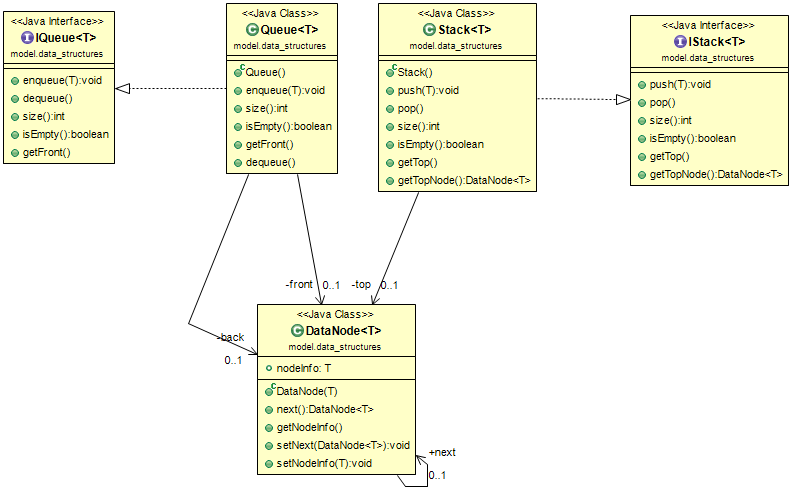 <<Java Interface>>
IQueue<T>
model.data_structures
enqueue(T):void
dequeue()
size():int
isEmpty():boolean
getFront()
<<Java Class>>
Queue<T>
model.data_structures
Queue()
enqueue(T):void
size():int
isEmpty():boolean
getFront()
dequeue()
<<Java Class>>
Stack<T>
model.data_structures
Stack()
push(T):void
pop()
size():int
isEmpty():boolean
getTop()
getTopNode():DataNode<T>
<<Java Interface>>
IStack<T>
model.data_structures
push(T):void
pop()
size():int
isEmpty():boolean
getTop()
getTopNode():DataNode<T>
-front 0..1
-top 0..1
-back
0..1
<<Java Class>>
DataNode<T>
model.data_structures
nodeInfo: T
DataNode(T)
next():DataNode<T>
getNodeInfo()
setNext(DataNode<T>):void
setNodeInfo(T):void
+next
0..1